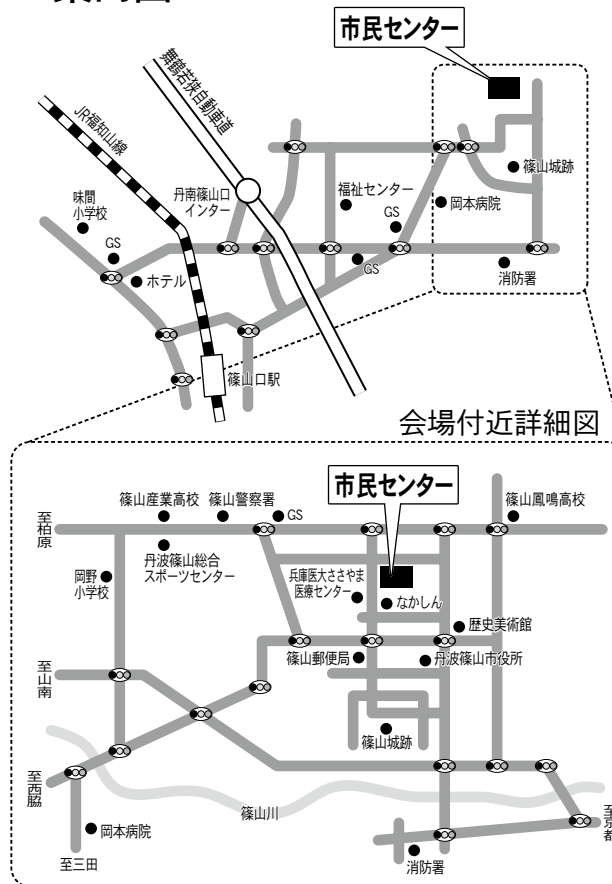 市民センター
舞鶴若狭自動車道
JR福知山線
丹南篠山口
インター
福祉センター
篠山城跡
味間
小学校
GS
岡本病院
GS
ホテル
GS
消防署
篠山口駅
会場付近詳細図
市民センター
至柏原
篠山産業高校
篠山警察署
GS
篠山鳳鳴高校
丹波篠山総合
スポーツセンター
岡野
小学校
兵庫医大ささやま
医療センター
なかしん
歴史美術館
至山南
篠山郵便局
丹波篠山市役所
篠山城跡
至西脇
篠山川
至京都
岡本病院
至三田
消防署